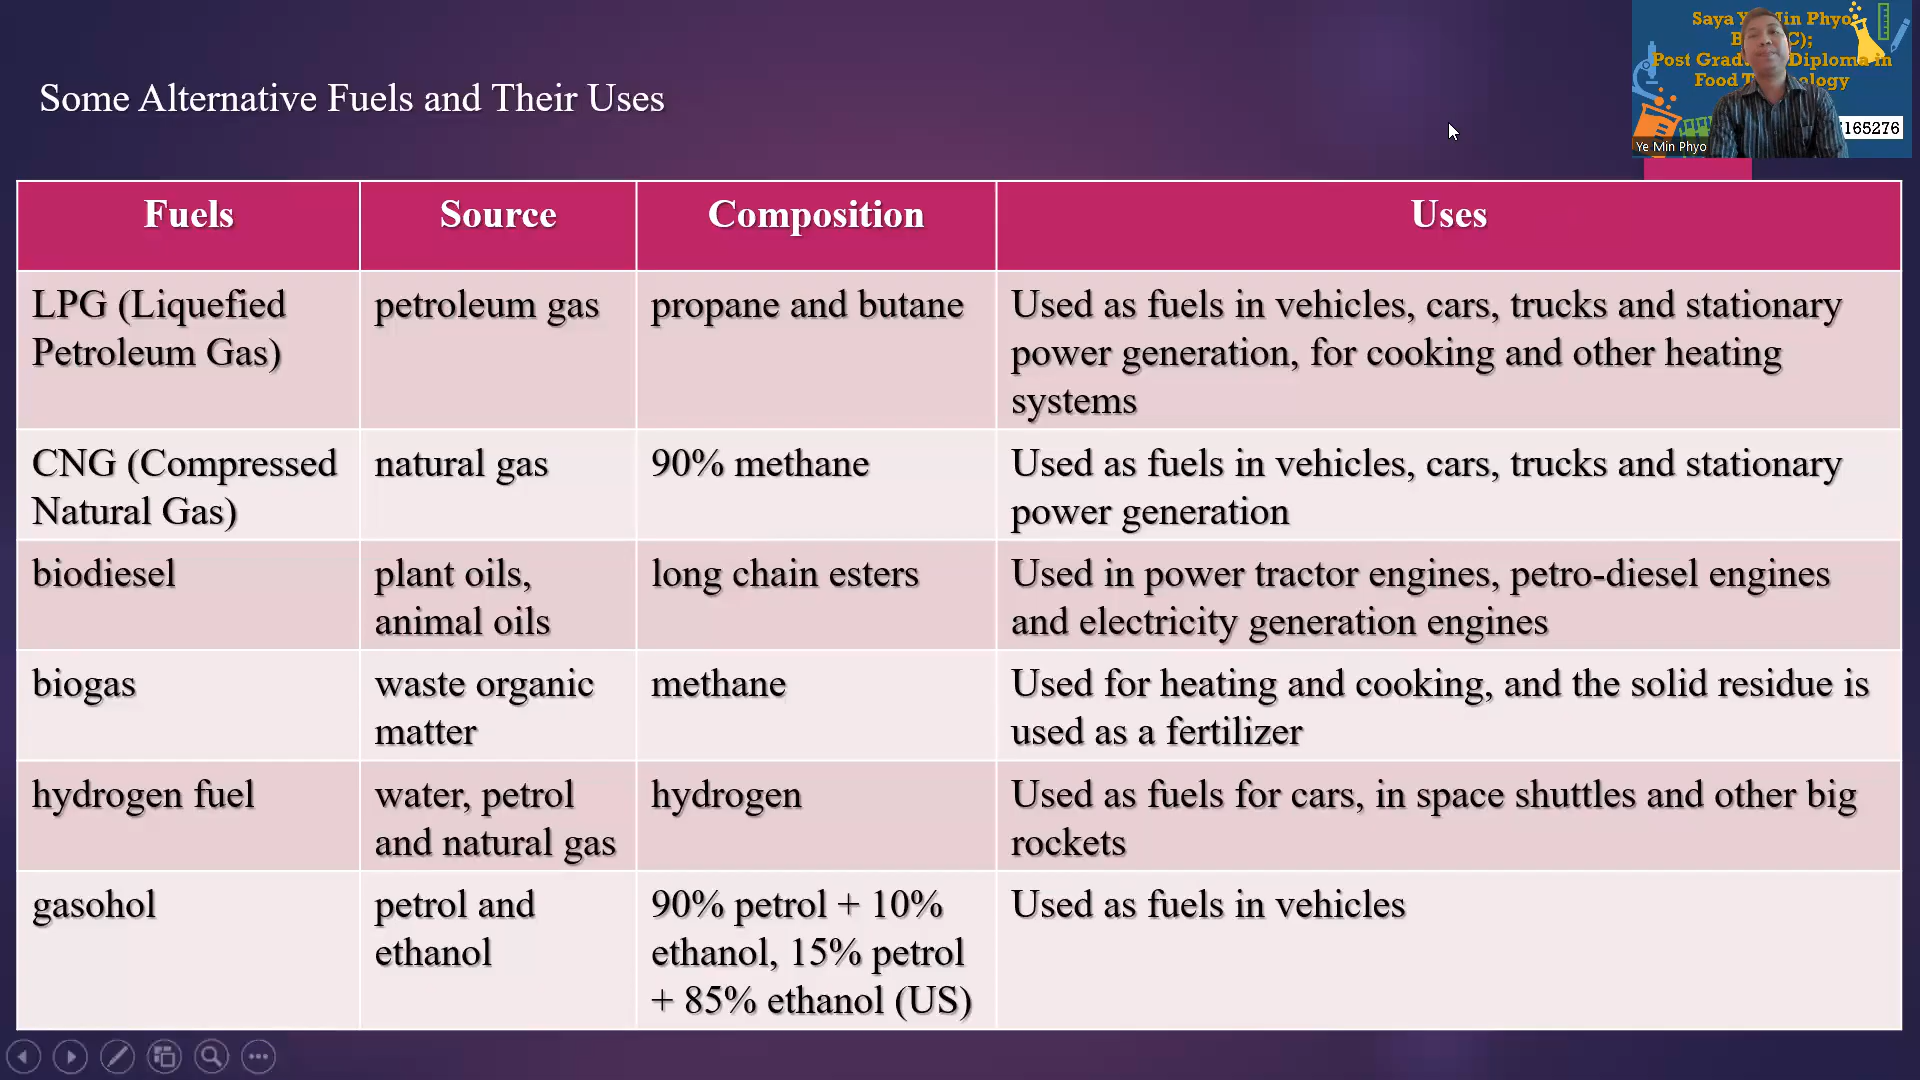 Some Alternative Fuels and Their Uses
Saya Min Phyo
Post Diploma in
Food
165276
Ye Min Phyo
Fuels
Source
Composition
Uses
LPG (Liquefied
Petroleum Gas)
petroleum gas
propane and butane
Used as fuels in vehicles, cars, trucks and stationary
power generation, for cooking and other heating
systems
CNG (Compressed
Natural Gas)
natural gas
90% methane
Used as fuels in vehicles, cars, trucks and stationary
power generation
biodiesel
plant oils,
animal oils
long chain esters
Used in power tractor engines, petro-diesel engines
and electricity generation engines
biogas
waste organic
matter
methane
Used for heating and cooking, and the solid residue is
used as a fertilizer
hydrogen fuel
water, petrol
and natural gas
hydrogen
Used as fuels for cars, in space shuttles and other big
rockets
gasohol
petrol and
ethanol
90% petrol + 10%
ethanol, 15% petrol
+ 85% ethanol (US)
Used as fuels in vehicles